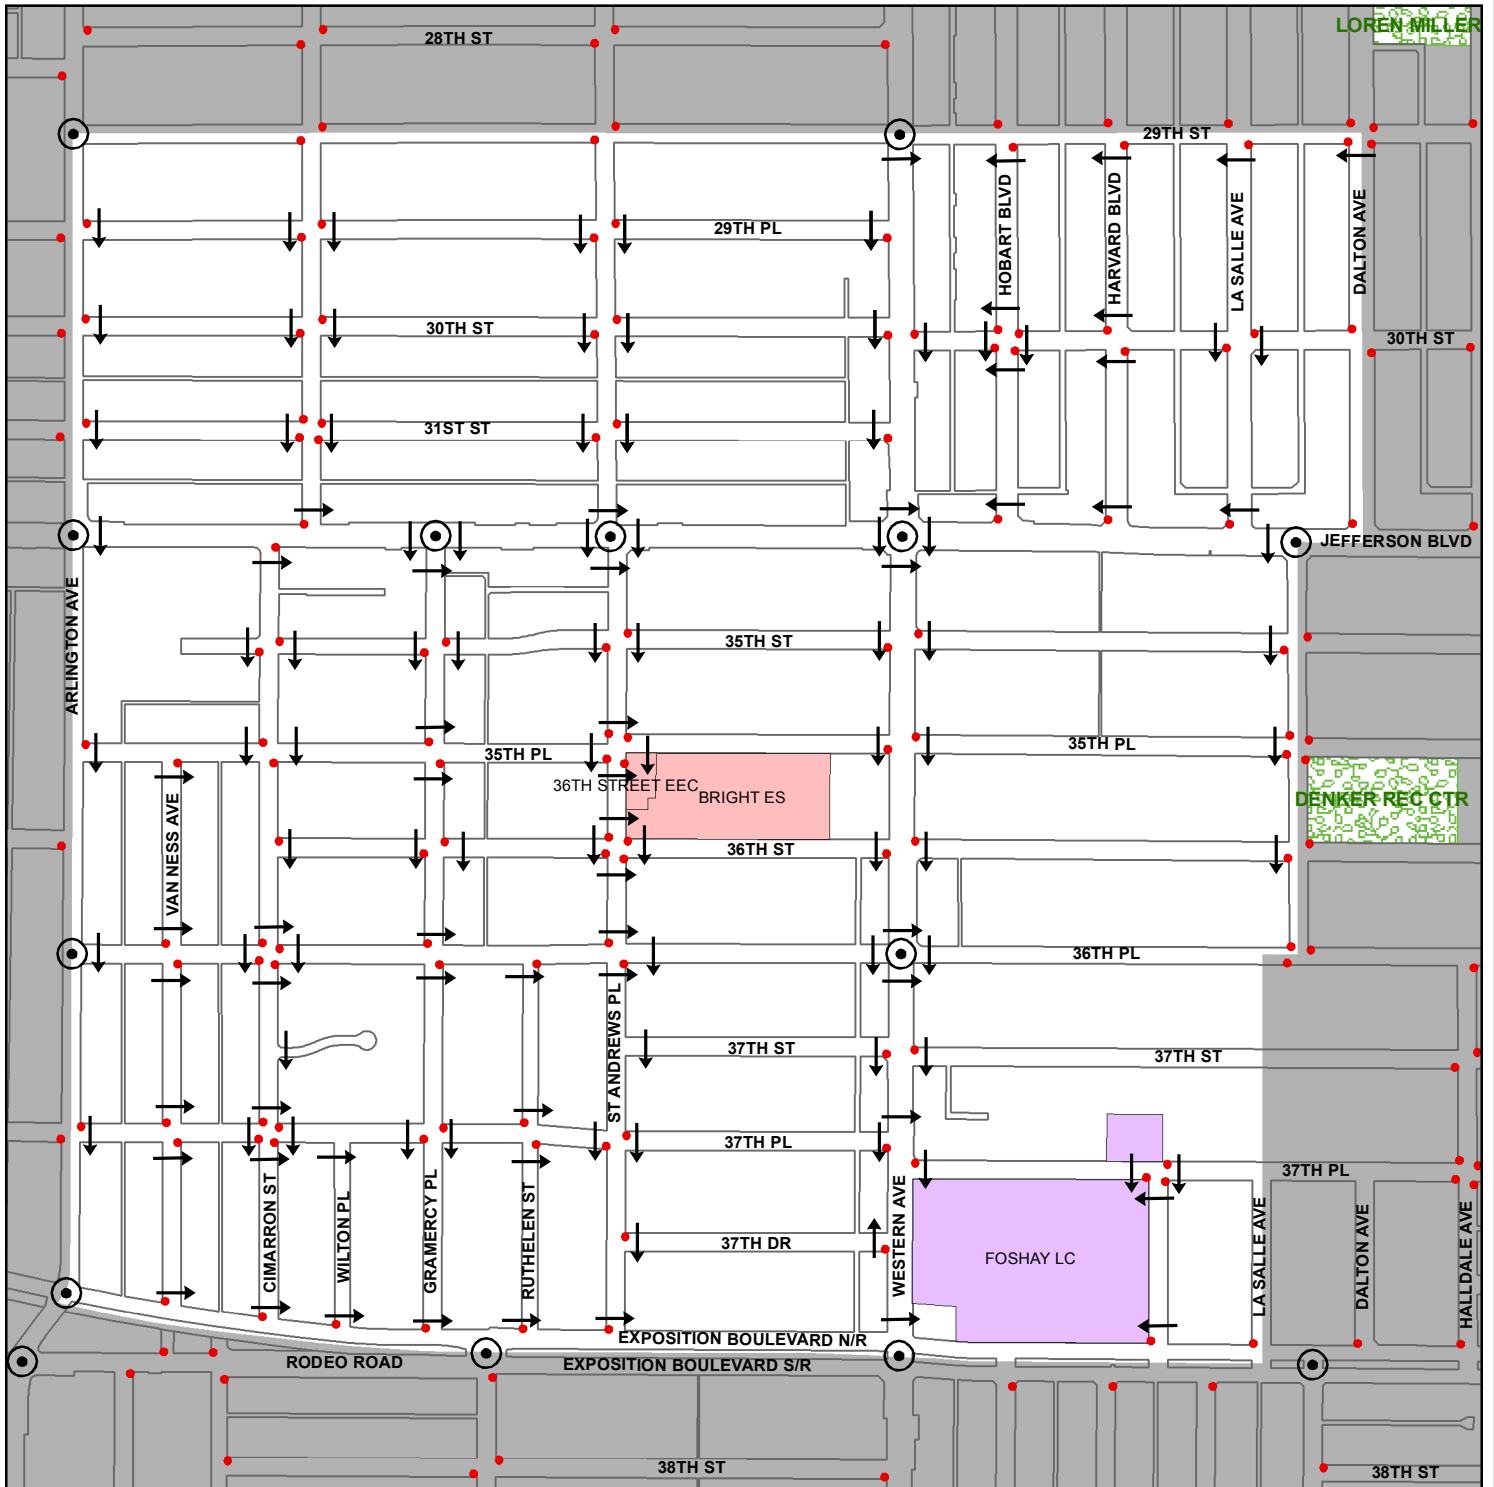 LOREN MILLER
28TH ST
29TH ST
HOBART BLVD
HARVARD BLVD
LA SALLE AVE
DALTON AVE
29TH PL
30TH ST
30TH ST
31ST ST
JEFFERSON BLVD
ARLINGTON AVE
35TH ST
35TH PL
35TH PL
36TH STREET EEC
BRIGHT ES
DENKER REC CTR
VAN NESS AVE
36TH ST
36TH PL
ST ANDREWS PL
37TH ST
37TH ST
37TH PL
37TH PL
CIMARRON ST
WILTON PL
GRAMERCY PL
RUTHELEN ST
WESTERN AVE
LA SALLE AVE
DALTON AVE
HALLDALE AVE
37TH DR
FOSHAY LC
EXPOSITION BOULEVARD N/R
RODEO ROAD
EXPOSITION BOULEVARD S/R
38TH ST
38TH ST